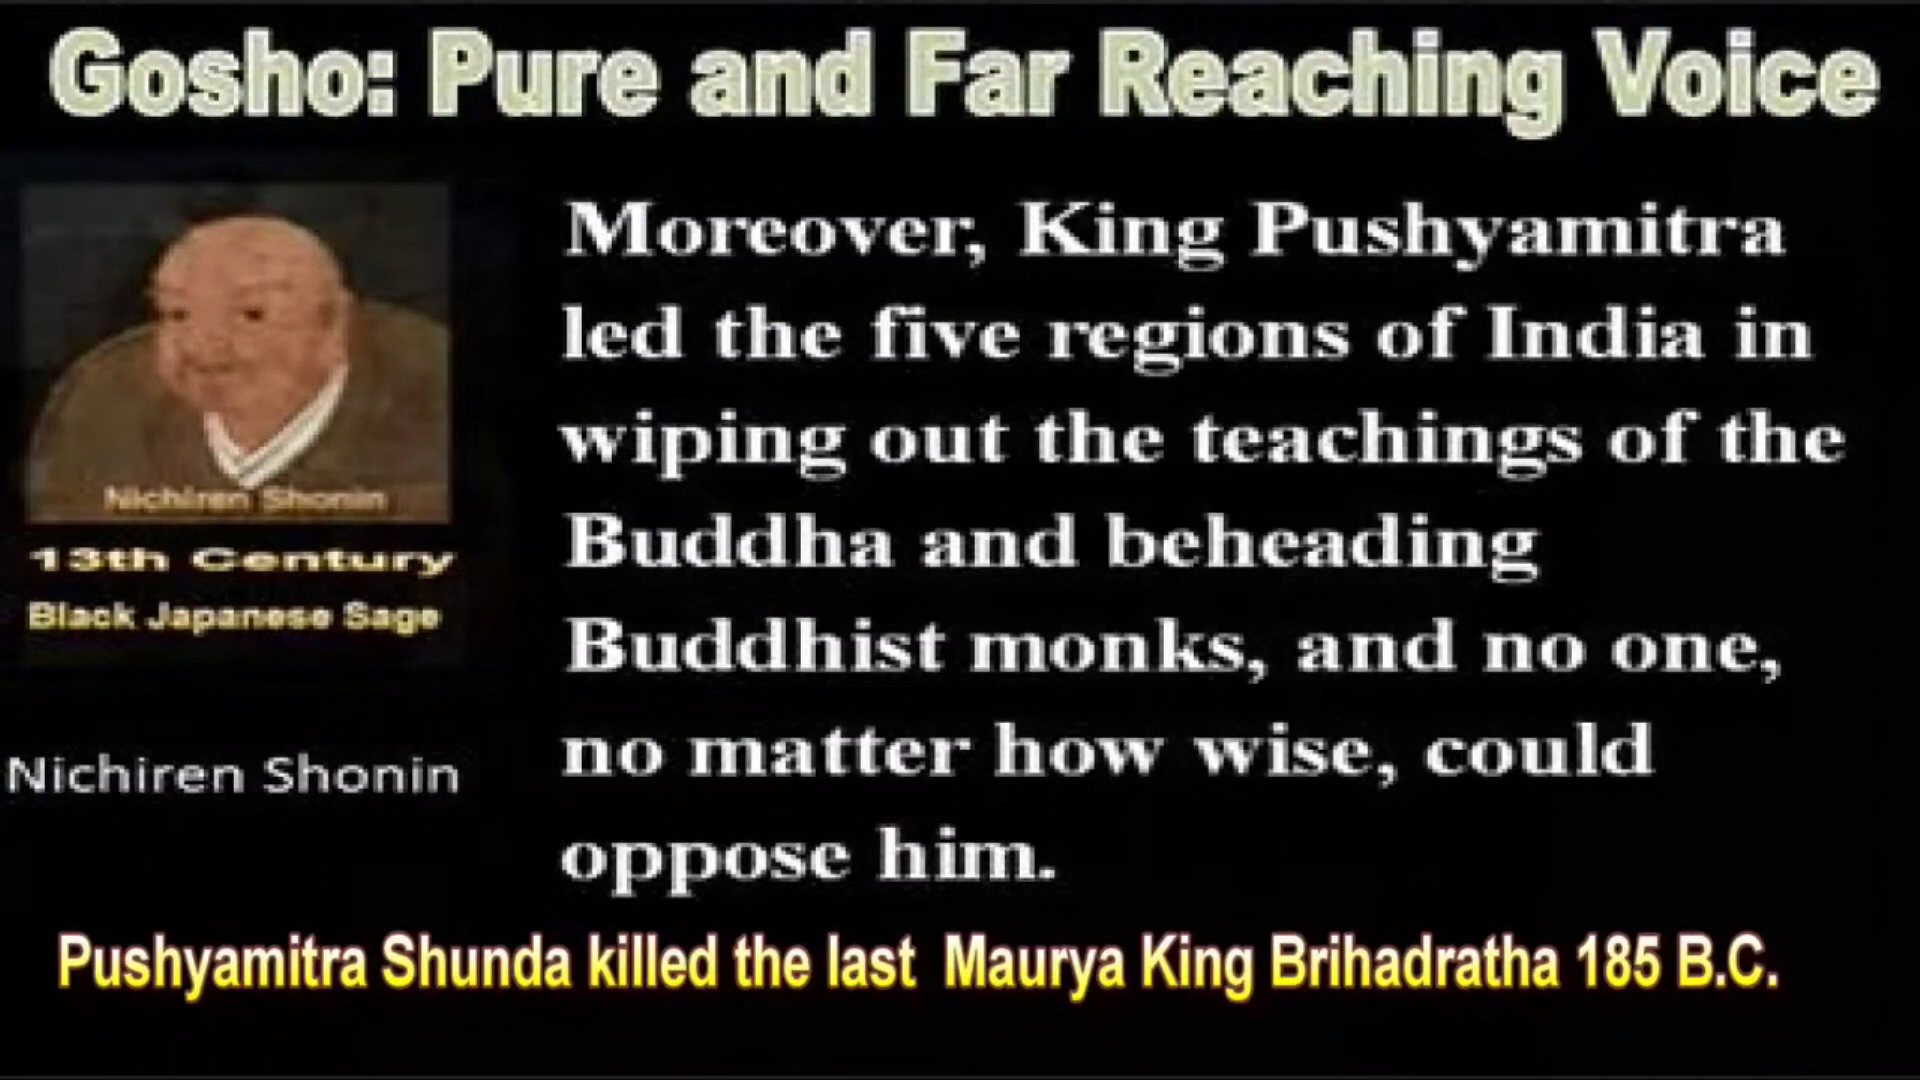 Gosho: Pure and Far Reaching Voice
Nichiren Shonin
13th Century
Black Japanese Sage
Nichiren Shonin
Moreover, King Pushyamitra
led the five regions of India in
wiping out the teachings of the
Buddha and beheading
Buddhist monks, and no one,
no matter how wise, could
oppose him.
Pushyamitra Shunda killed the last Maurya King Brihadratha 185 B.C.